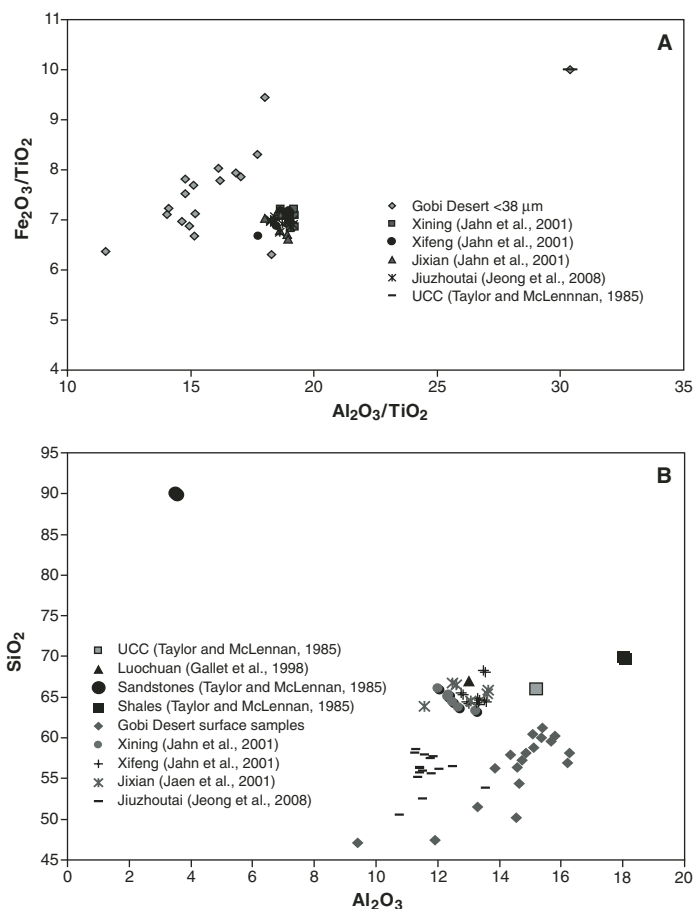 11
10
9
8
7
6
5
4
Fe₂O₃/TiO₂
A
Gobi Desert <38 μm
Xining (Jahn et al., 2001)
Xifeng (Jahn et al., 2001)
Jixian (Jahn et al., 2001)
Jiuzhoutai (Jeong et al., 2008)
UCC (Taylor and McLennnan, 1985)
10 15 20 25 30 35
Al₂O₃/TiO₂
95
90
85
80
75
70
65
60
55
50
45
SiO₂
B
UCC (Taylor and McLennan, 1985)
Luochuan (Gallet et al., 1998)
Sandstones (Taylor and McLennan, 1985)
Shales (Taylor and McLennan, 1985)
Gobi Desert surface samples
Xining (Jahn et al., 2001)
Xifeng (Jahn et al., 2001)
Jixian (Jaen et al., 2001)
Jiuzhoutai (Jeong et al., 2008)
0 2 4 6 8 10 12 14 16 18 20
Al₂O₃